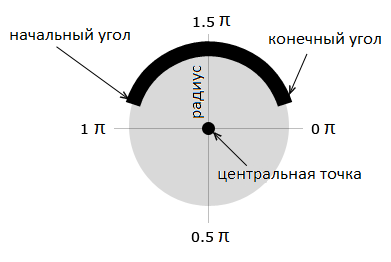 1.5 π
начальный угол
конечный угол
радиус
1 π
0 π
центральная точка
0.5 π